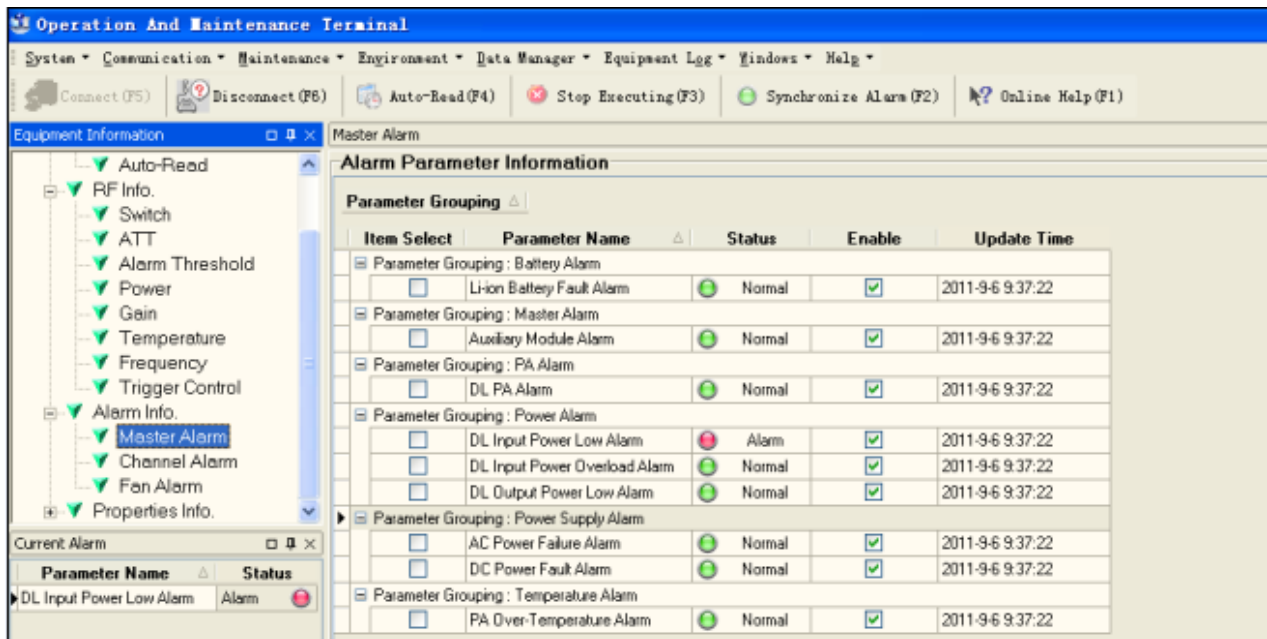 Operation And Maintenance Terminal
System Communication Maintenance Environment Data Manager Equipment Log Windows Help
Connect (F5) Disconnect (F6) Auto-Read (F4) Stop Executing (F3) Synchronize Alarm (F2) Online Help (F1)
Equipment Information
Auto-Read
RF Info.
Switch
ATT
Alarm Threshold
Power
Gain
Temperature
Frequency
Trigger Control
Alarm Info.
Master Alarm
Channel Alarm
Fan Alarm
Properties Info.
Current Alarm
Parameter Name Status
DL Input Power Low Alarm Alarm
Master Alarm
Alarm Parameter Information
Parameter Grouping
Item Select Parameter Name Status Enable Update Time
Parameter Grouping : Battery Alarm
Li-ion Battery Fault Alarm Normal 2011-9-6 9:37:22
Parameter Grouping : Master Alarm
Auxiliary Module Alarm Normal 2011-9-6 9:37:22
Parameter Grouping : PA Alarm
DL PA Alarm Normal 2011-9-6 9:37:22
Parameter Grouping : Power Alarm
DL Input Power Low Alarm Alarm 2011-9-6 9:37:22
DL Input Power Overload Alarm Normal 2011-9-6 9:37:22
DL Output Power Low Alarm Normal 2011-9-6 9:37:22
Parameter Grouping : Power Supply Alarm
AC Power Failure Alarm Normal 2011-9-6 9:37:22
DC Power Fault Alarm Normal 2011-9-6 9:37:22
Parameter Grouping : Temperature Alarm
PA Over-Temperature Alarm Normal 2011-9-6 9:37:22